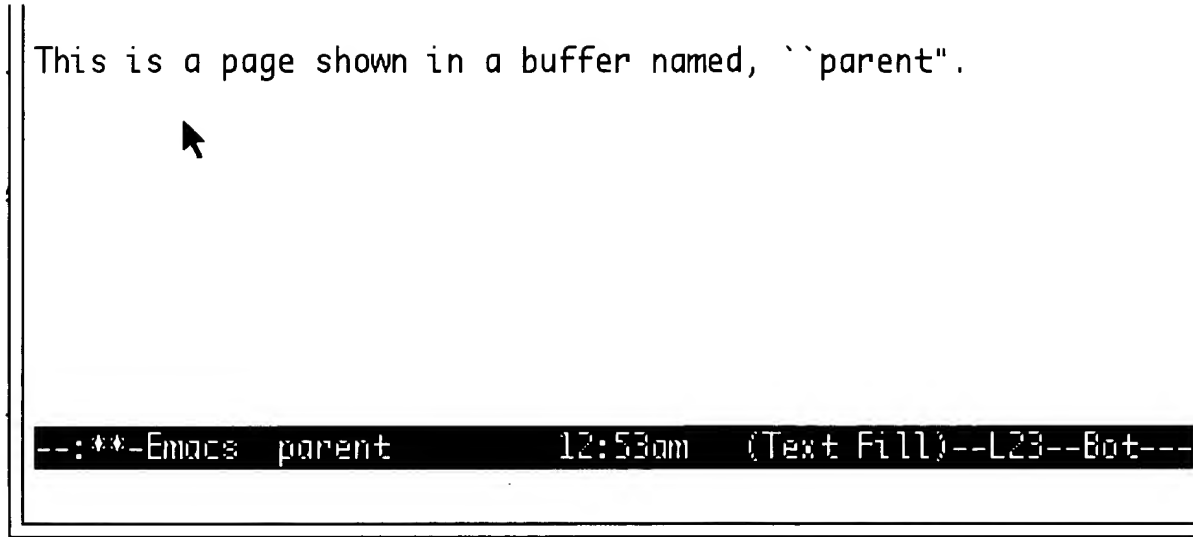 This is a page shown in a buffer named, ``parent".
--:**-Emacs  parent          12:53am   (Text Fill)--L23--Bot---